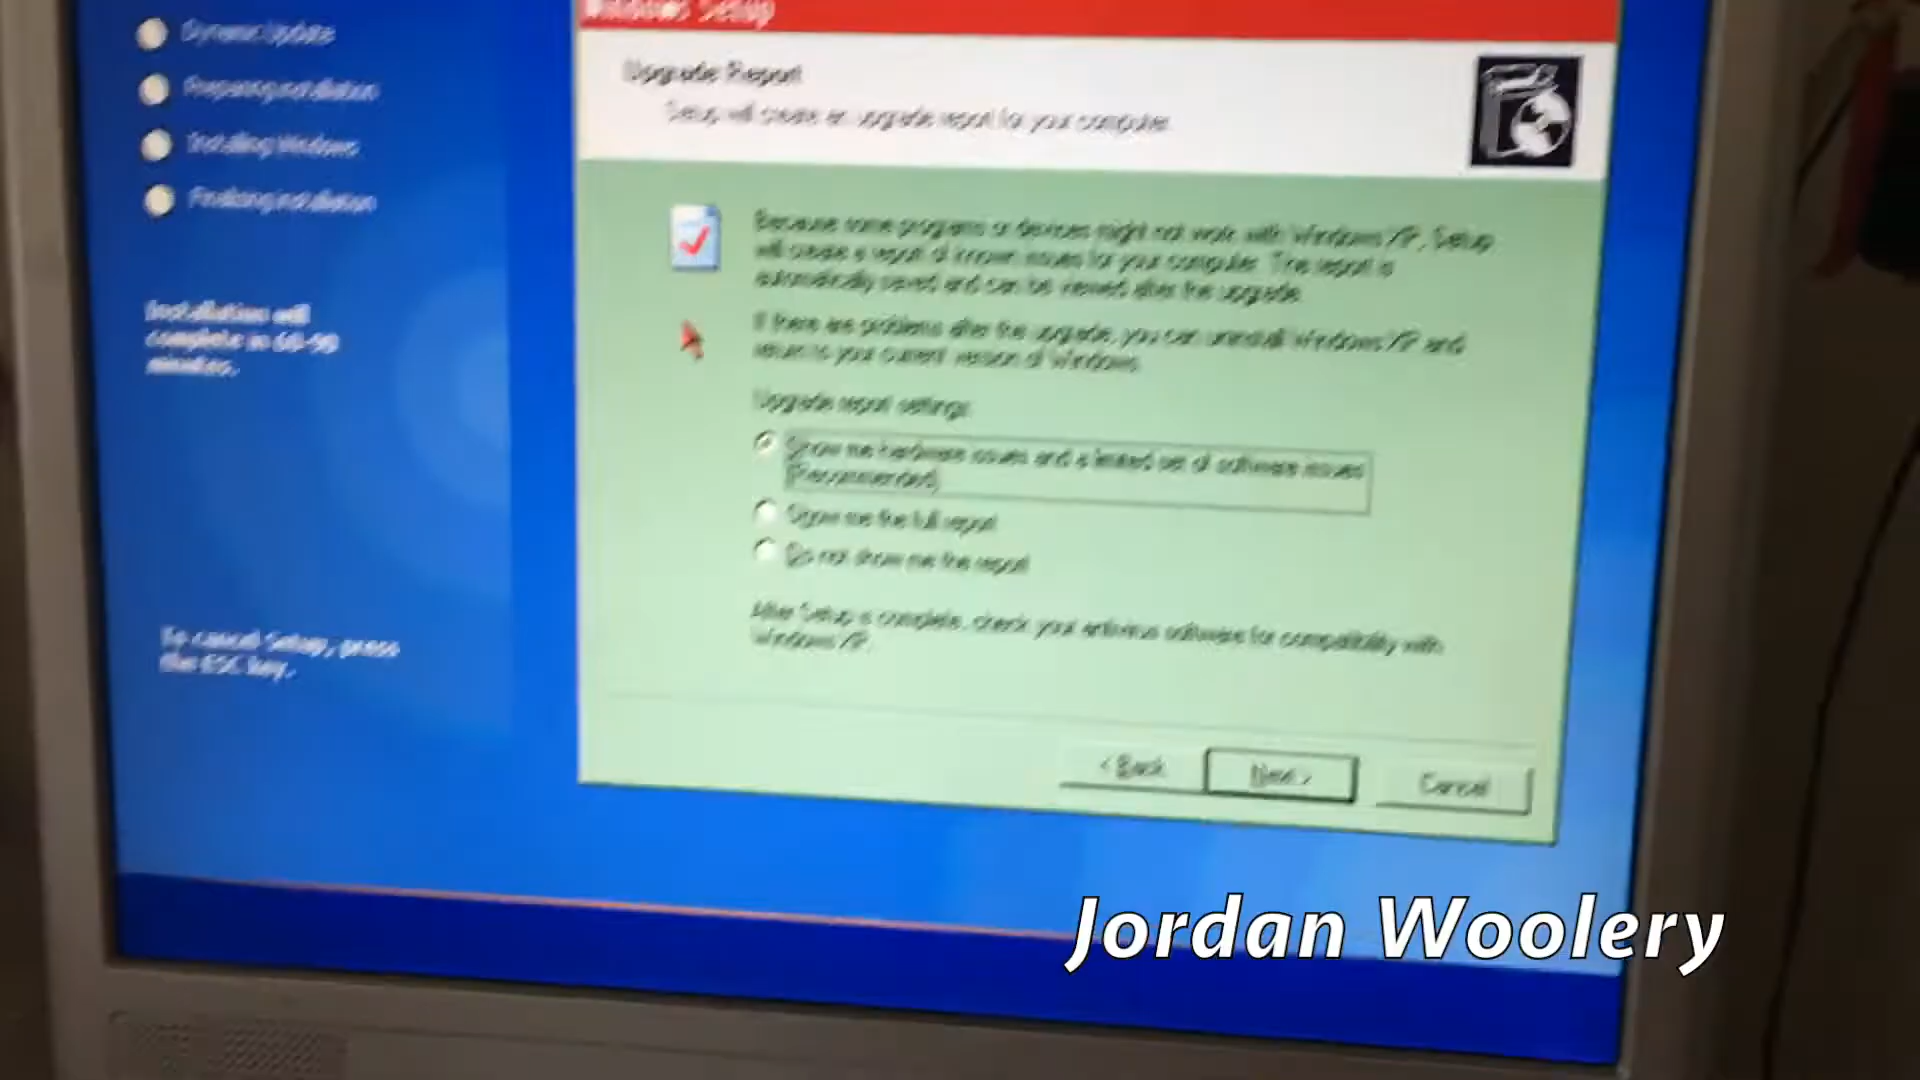 Windows Setup
Dynamic Update
Preparing installation
Installing Windows
Finalizing installation
Installation will
complete in 60-90
minutes.
To cancel Setup, press
the ESC key.
Upgrade Report
Setup will create an upgrade report for your computer.
Because some programs or devices might not work with Windows XP, Setup
will create a report of known issues for your computer. The report is
automatically saved and can be viewed after the upgrade.
If there are problems after the upgrade, you can uninstall Windows XP and
return to your current version of Windows.
Upgrade report settings:
Show me hardware issues and a limited set of software issues
(Recommended)
Show me the full report
Do not show me the report
After Setup is complete, check your antivirus software for compatibility with
Windows XP.
< Back
Next >
Cancel
Jordan Woolery